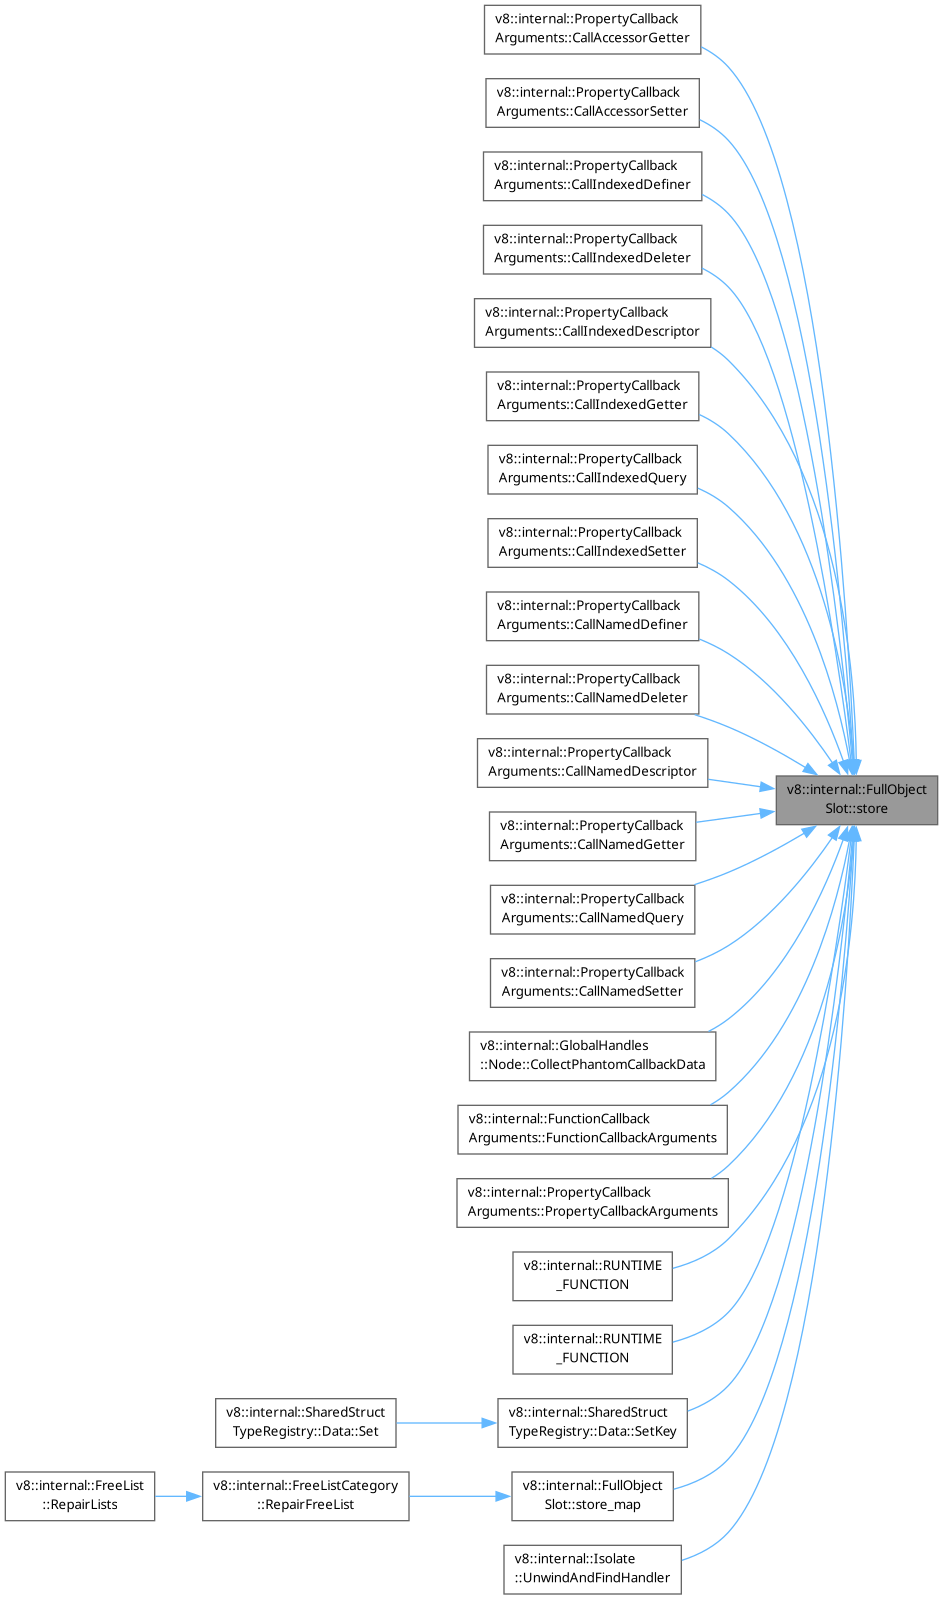 v8::internal::PropertyCallback
Arguments::CallAccessorGetter
v8::internal::PropertyCallback
Arguments::CallAccessorSetter
v8::internal::PropertyCallback
Arguments::CallIndexedDefiner
v8::internal::PropertyCallback
Arguments::CallIndexedDeleter
v8::internal::PropertyCallback
Arguments::CallIndexedDescriptor
v8::internal::PropertyCallback
Arguments::CallIndexedGetter
v8::internal::PropertyCallback
Arguments::CallIndexedQuery
v8::internal::PropertyCallback
Arguments::CallIndexedSetter
v8::internal::PropertyCallback
Arguments::CallNamedDefiner
v8::internal::PropertyCallback
Arguments::CallNamedDeleter
v8::internal::PropertyCallback
Arguments::CallNamedDescriptor
v8::internal::FullObject
Slot::store
v8::internal::PropertyCallback
Arguments::CallNamedGetter
v8::internal::PropertyCallback
Arguments::CallNamedQuery
v8::internal::PropertyCallback
Arguments::CallNamedSetter
v8::internal::GlobalHandles
::Node::CollectPhantomCallbackData
v8::internal::FunctionCallback
Arguments::FunctionCallbackArguments
v8::internal::PropertyCallback
Arguments::PropertyCallbackArguments
v8::internal::RUNTIME
_FUNCTION
v8::internal::RUNTIME
_FUNCTION
v8::internal::SharedStruct
TypeRegistry::Data::Set
v8::internal::SharedStruct
TypeRegistry::Data::SetKey
v8::internal::FreeList
::RepairLists
v8::internal::FreeListCategory
::RepairFreeList
v8::internal::FullObject
Slot::store_map
v8::internal::Isolate
::UnwindAndFindHandler